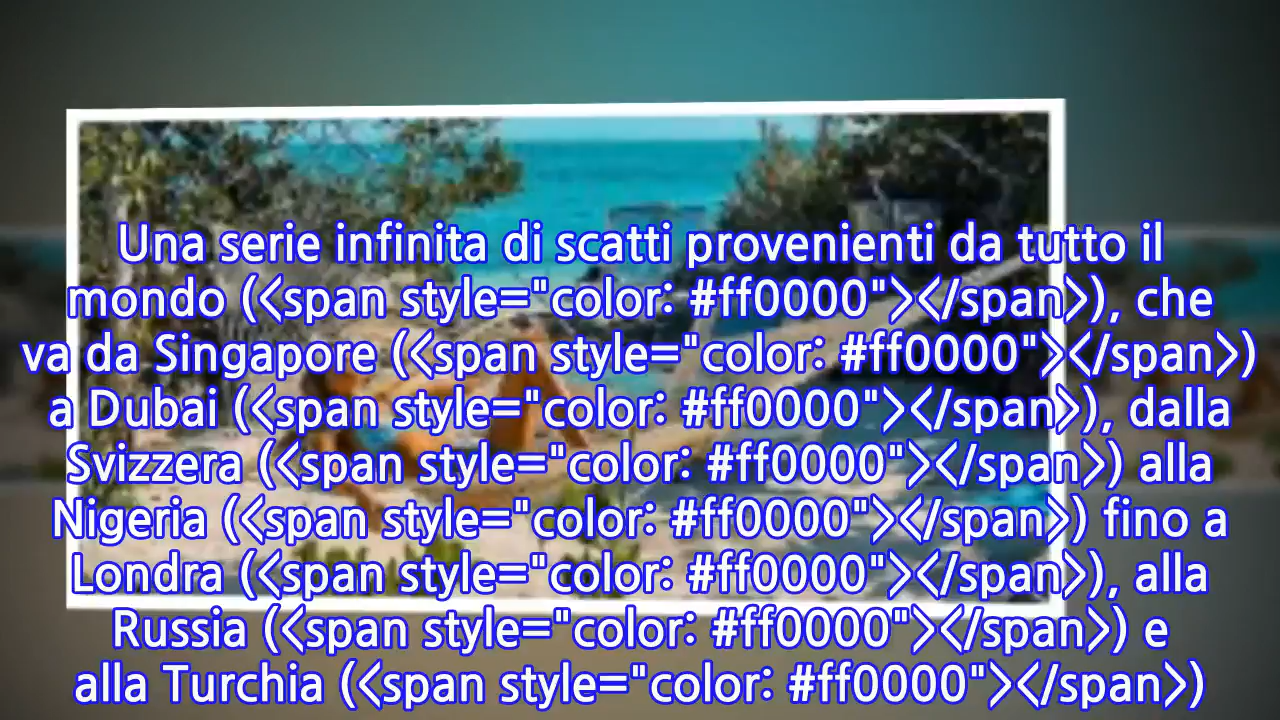 Una serie infinita di scatti provenienti da tutto il
mondo (<span style="color: #ff0000"></span>), che
va da Singapore (<span style="color: #ff0000"></span>)
a Dubai (<span style="color: #ff0000"></span>), dalla
Svizzera (<span style="color: #ff0000"></span>) alla
Nigeria (<span style="color: #ff0000"></span>) fino a
Londra (<span style="color: #ff0000"></span>), alla
Russia (<span style="color: #ff0000"></span>) e
alla Turchia (<span style="color: #ff0000"></span>)